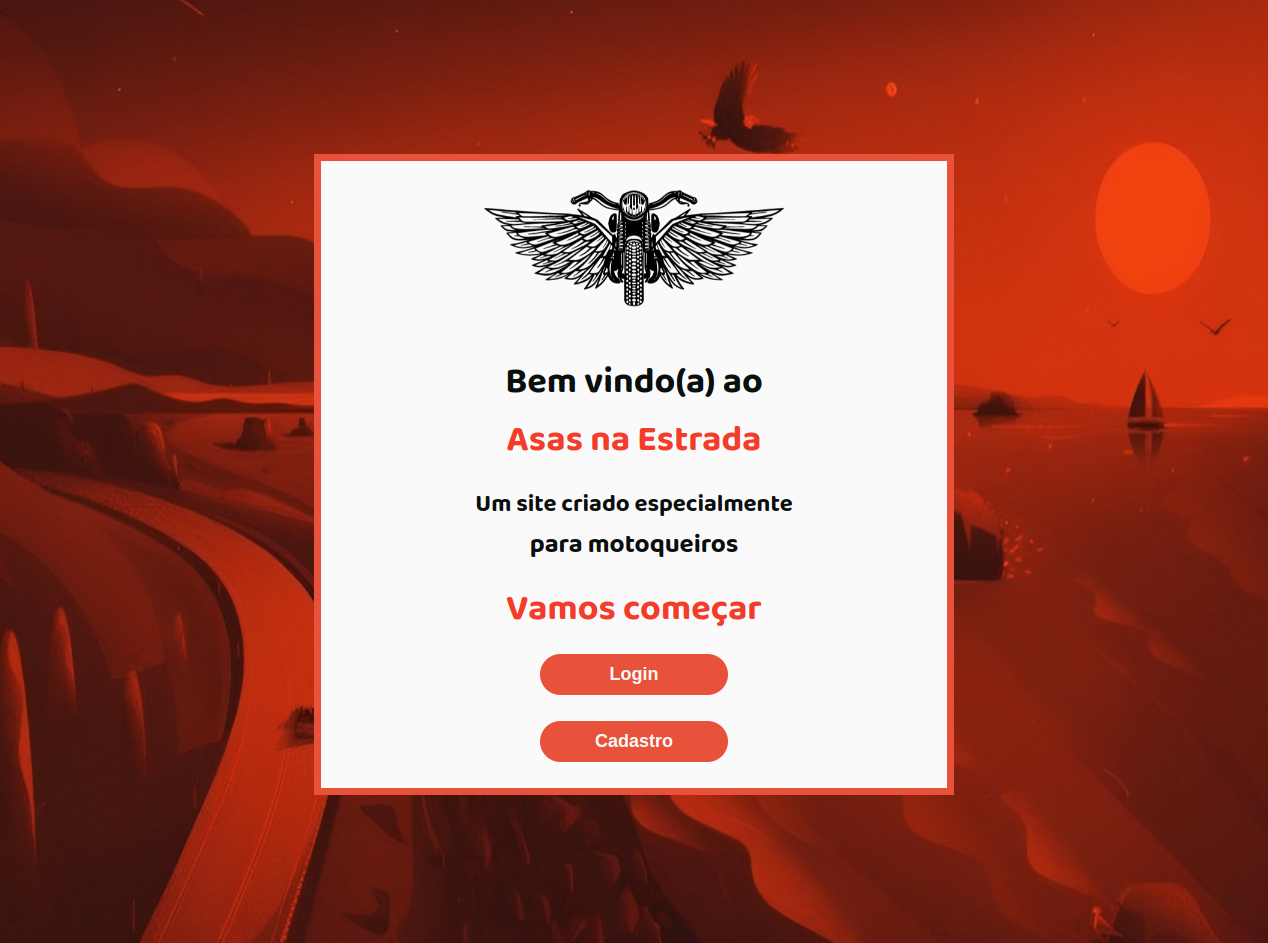 Bem vindo(a) ao
Asas na Estrada
Um site criado especialmente
para motoqueiros
Vamos começar
Login
Cadastro